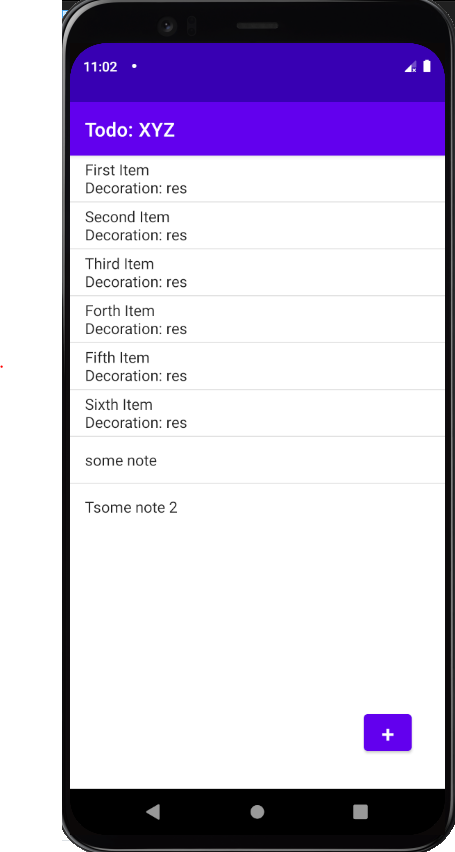 11:02
Todo: XYZ
First Item
Decoration: res
Second Item
Decoration: res
Third Item
Decoration: res
Forth Item
Decoration: res
Fifth Item
Decoration: res
Sixth Item
Decoration: res
some note
Tsome note 2
+